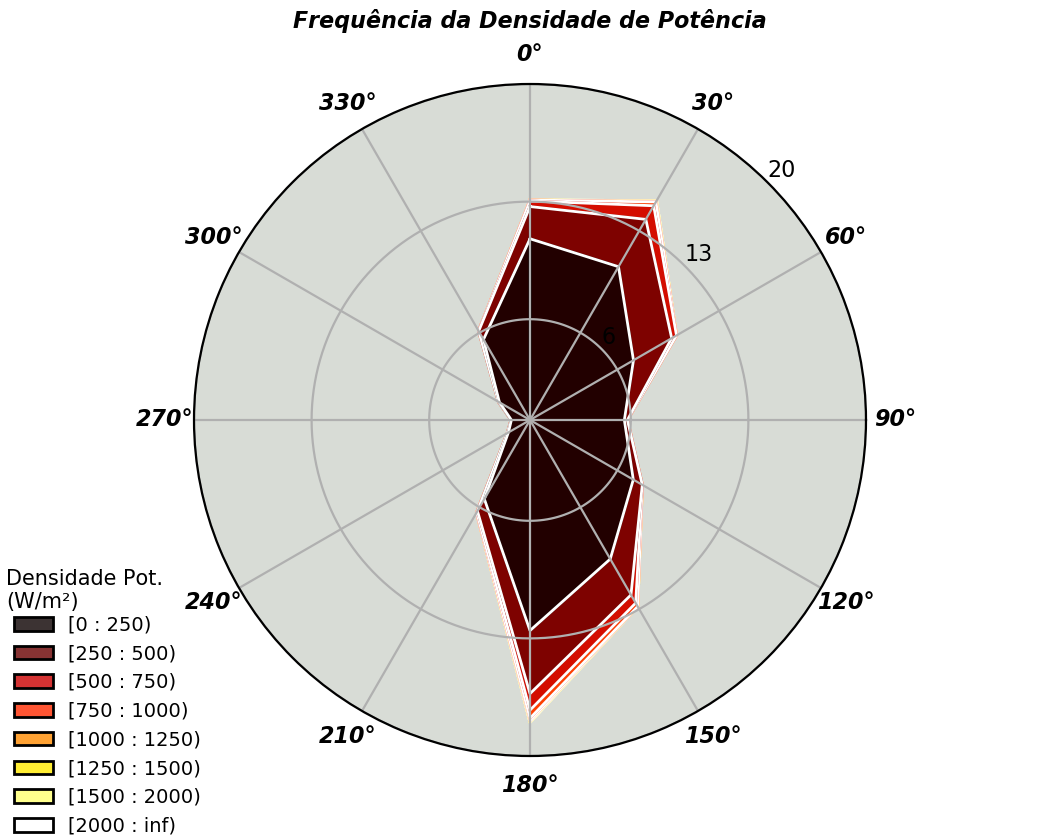 Frequência da Densidade de Potência
0°
330°
30°
20
300°
60°
13
6
270°
90°
240°
120°
210°
150°
180°
Densidade Pot.
(W/m²)
[0 : 250)
[250 : 500)
[500 : 750)
[750 : 1000)
[1000 : 1250)
[1250 : 1500)
[1500 : 2000)
[2000 : inf)